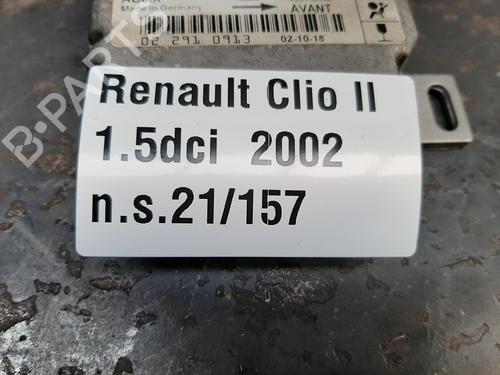 Made in Germany
AVANT
02 291 0913 02-10-18
Renault Clio II
1.5dci 2002
n.s.21/157
B-PARTS